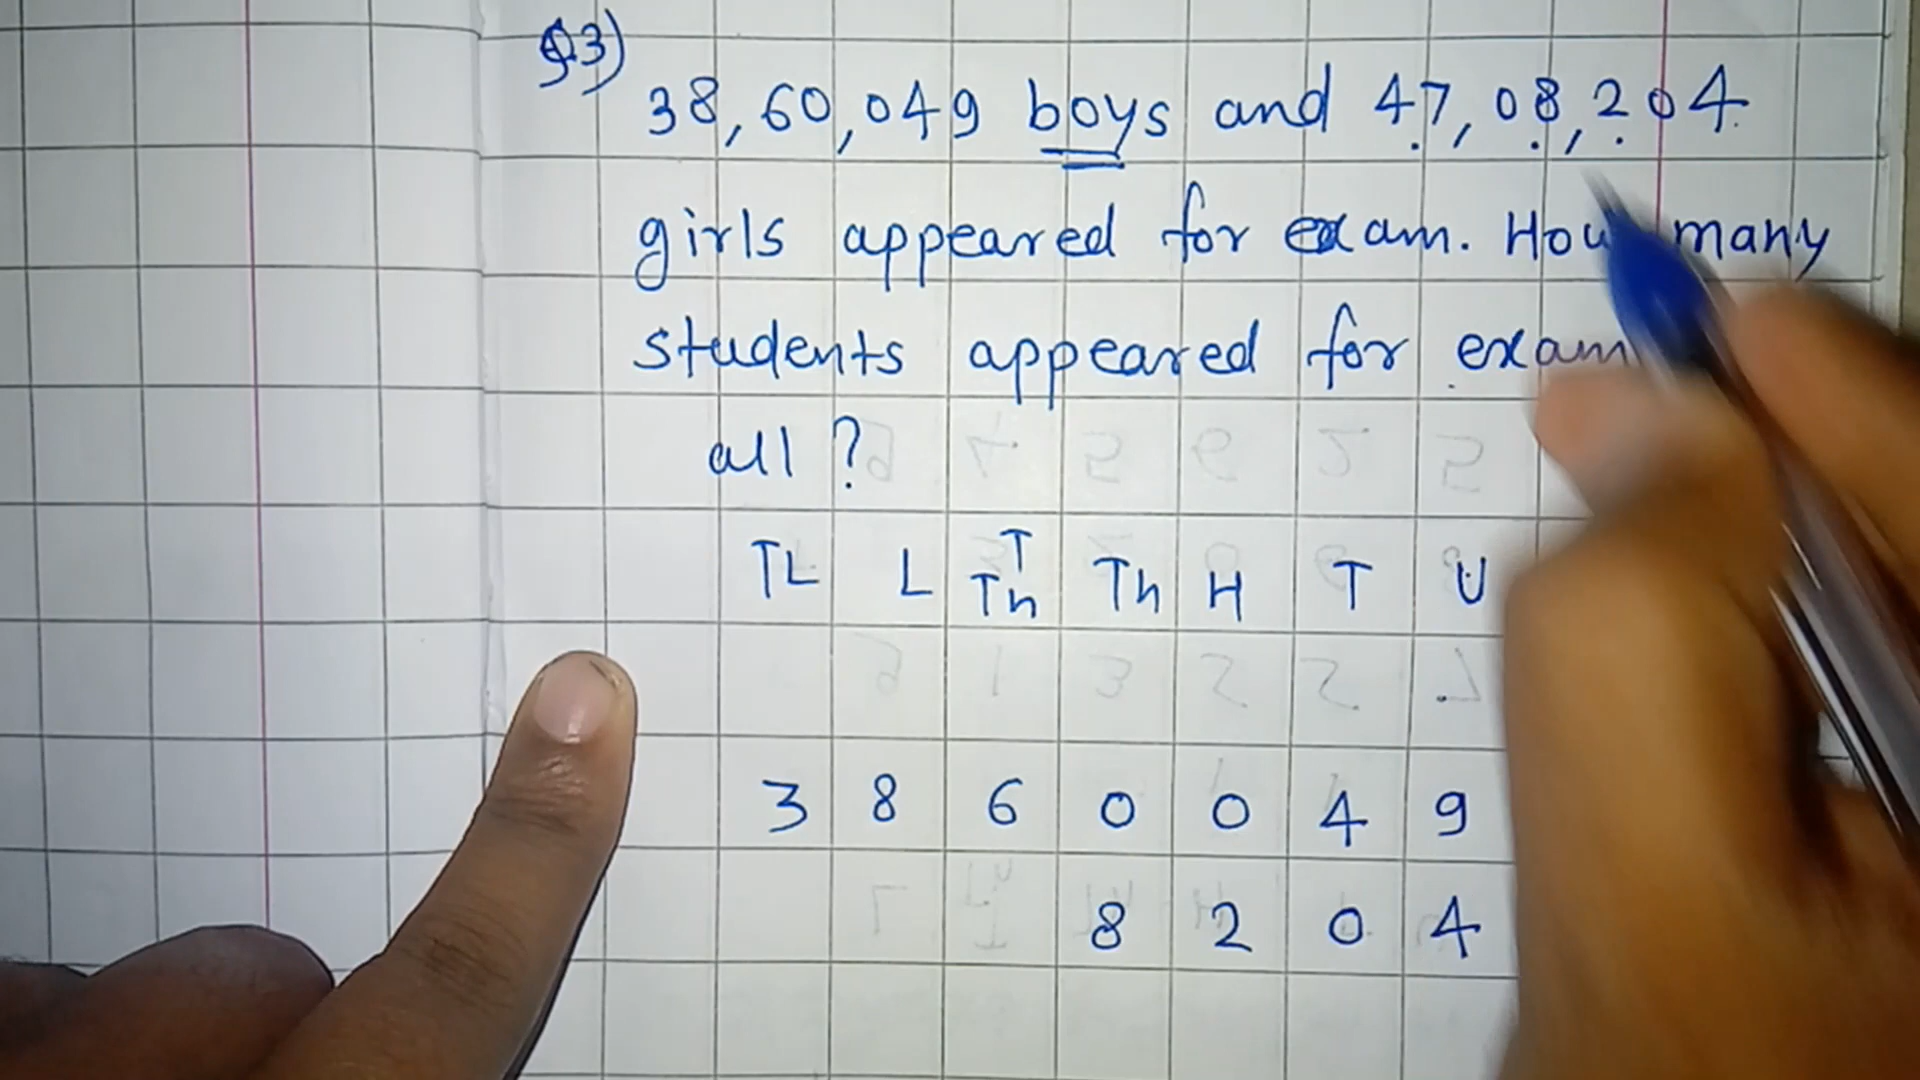 Q3)
38,60,049 boys and 47,08,204
girls appeared for exam. How many
students appeared for exam
all ?
TL L T Th Th H T U
3 8 6 0 0 4 9
8 2 0 4